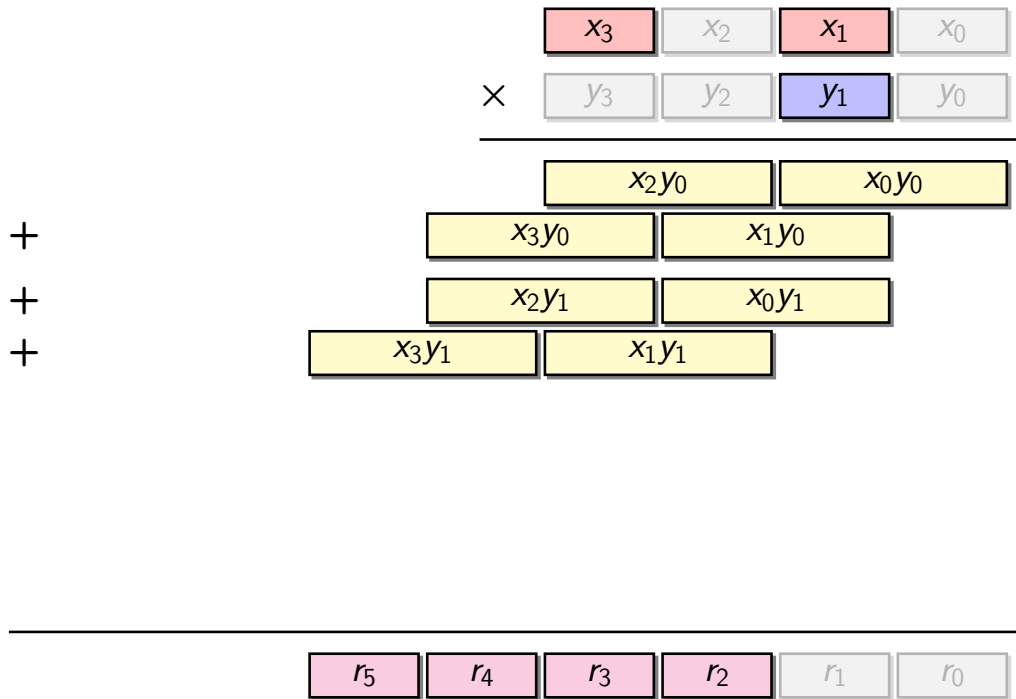 x₃ x₂ x₁ x₀
× y₃ y₂ y₁ y₀
x₂y₀ x₀y₀
+ x₃y₀ x₁y₀
+ x₂y₁ x₀y₁
+ x₃y₁ x₁y₁
r₅ r₄ r₃ r₂ r₁ r₀